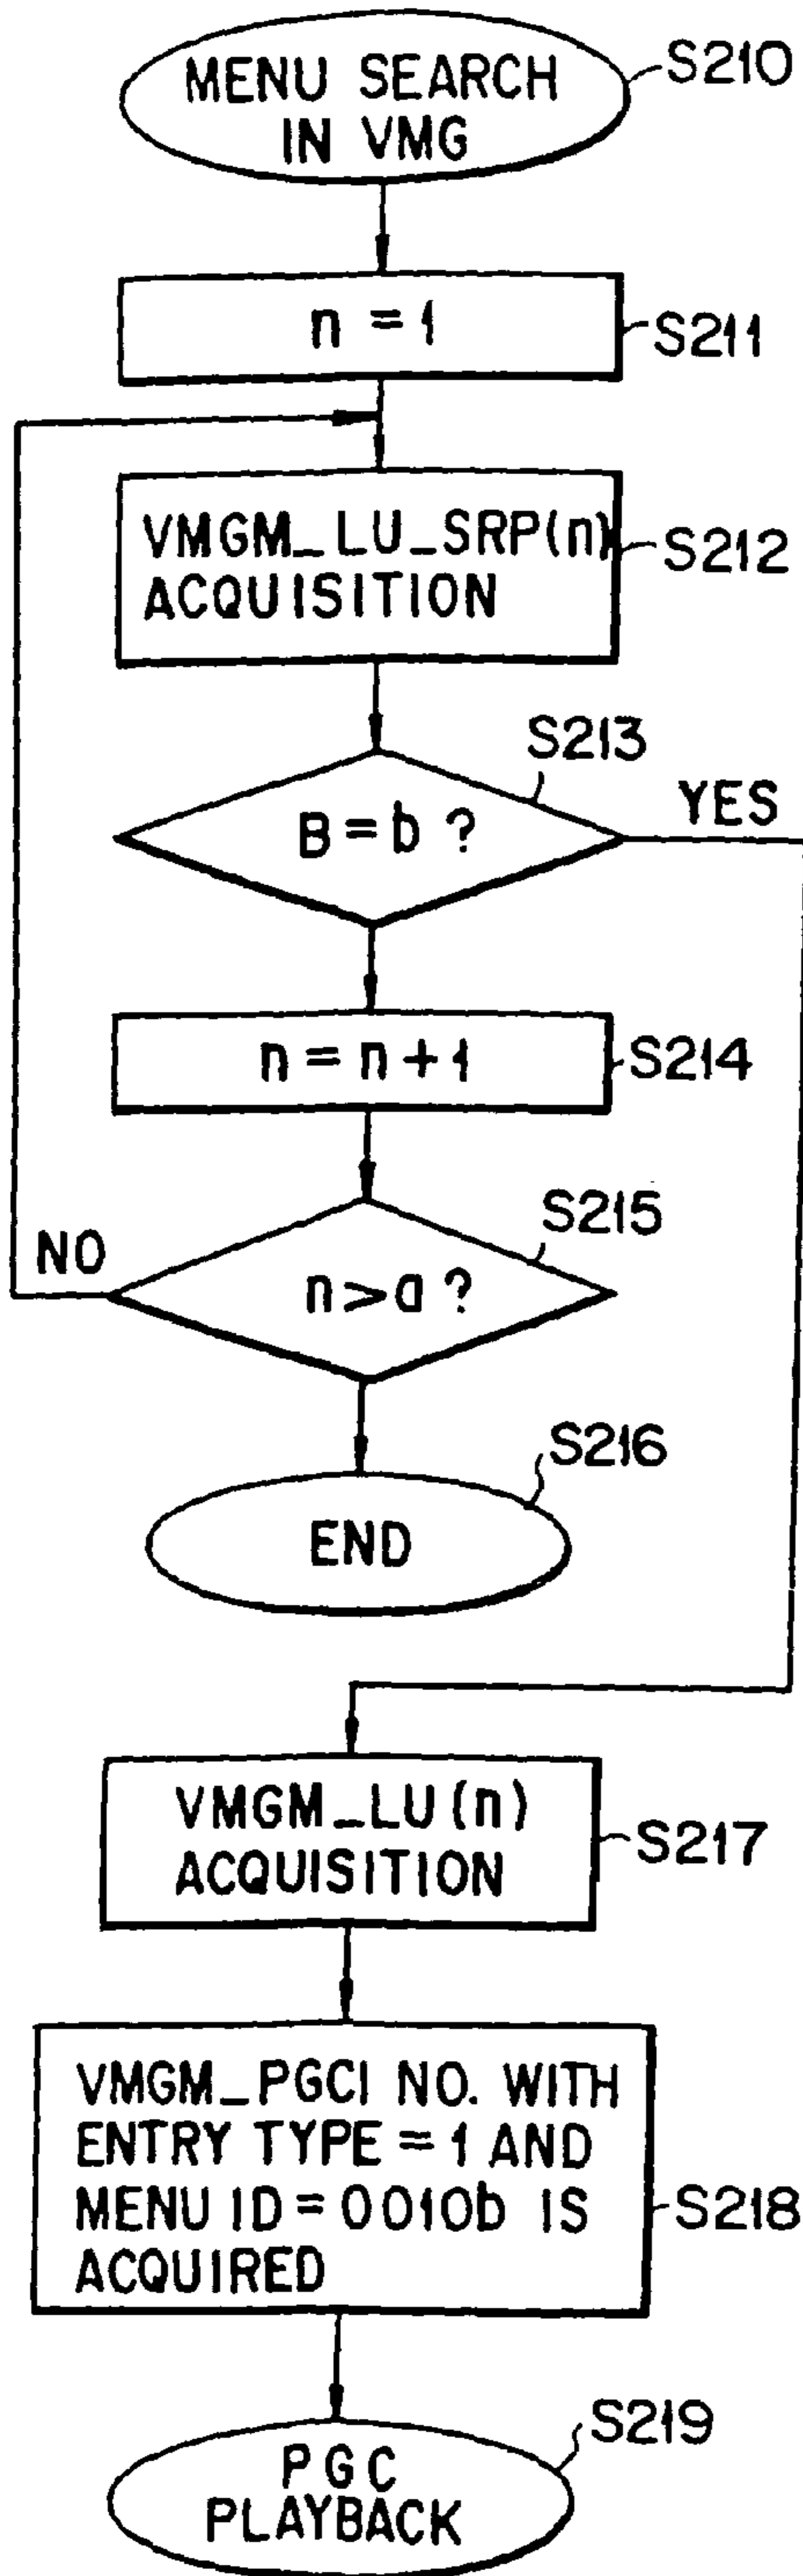 MENU SEARCH
IN VMG
S210
n = 1
S211
VMGM_LU_SRP(n)
ACQUISITION
S212
S213
B = b ?
YES
n = n + 1
S214
S215
NO
n > a ?
S216
END
VMGM_LU(n)
ACQUISITION
S217
VMGM_PGCI NO. WITH
ENTRY TYPE = 1 AND
MENU ID = 0010b IS
ACQUIRED
S218
S219
PGC
PLAYBACK